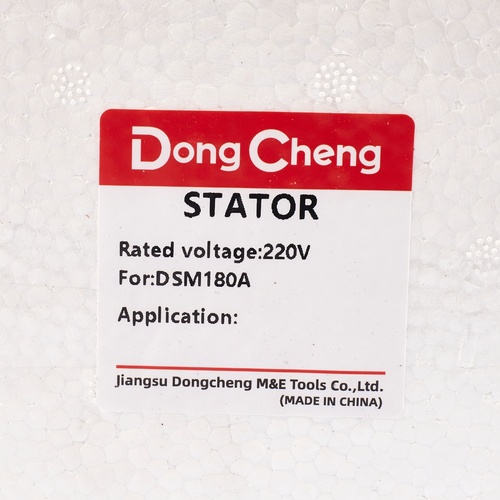 Dong Cheng
STATOR
Rated voltage:220V
For:DSM180A
Application:
Jiangsu Dongcheng M&E Tools Co.,Ltd.
(MADE IN CHINA)